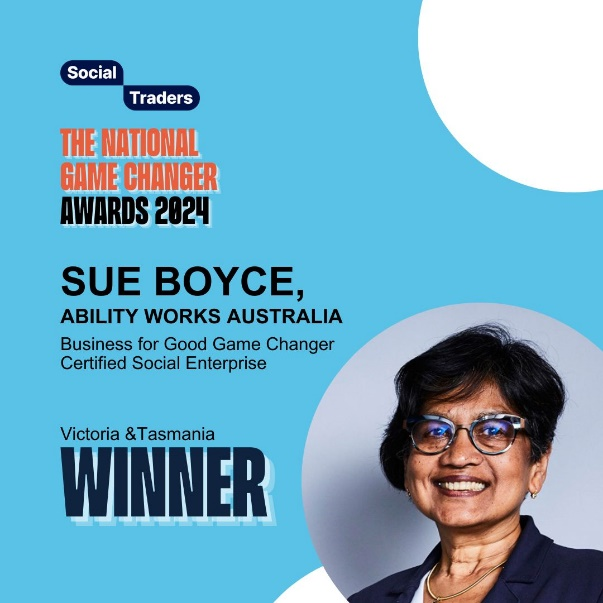 Social
Traders
THE NATIONAL
GAME CHANGER
AWARDS 2024
SUE BOYCE,
ABILITY WORKS AUSTRALIA
Business for Good Game Changer
Certified Social Enterprise
Victoria &Tasmania
WINNER